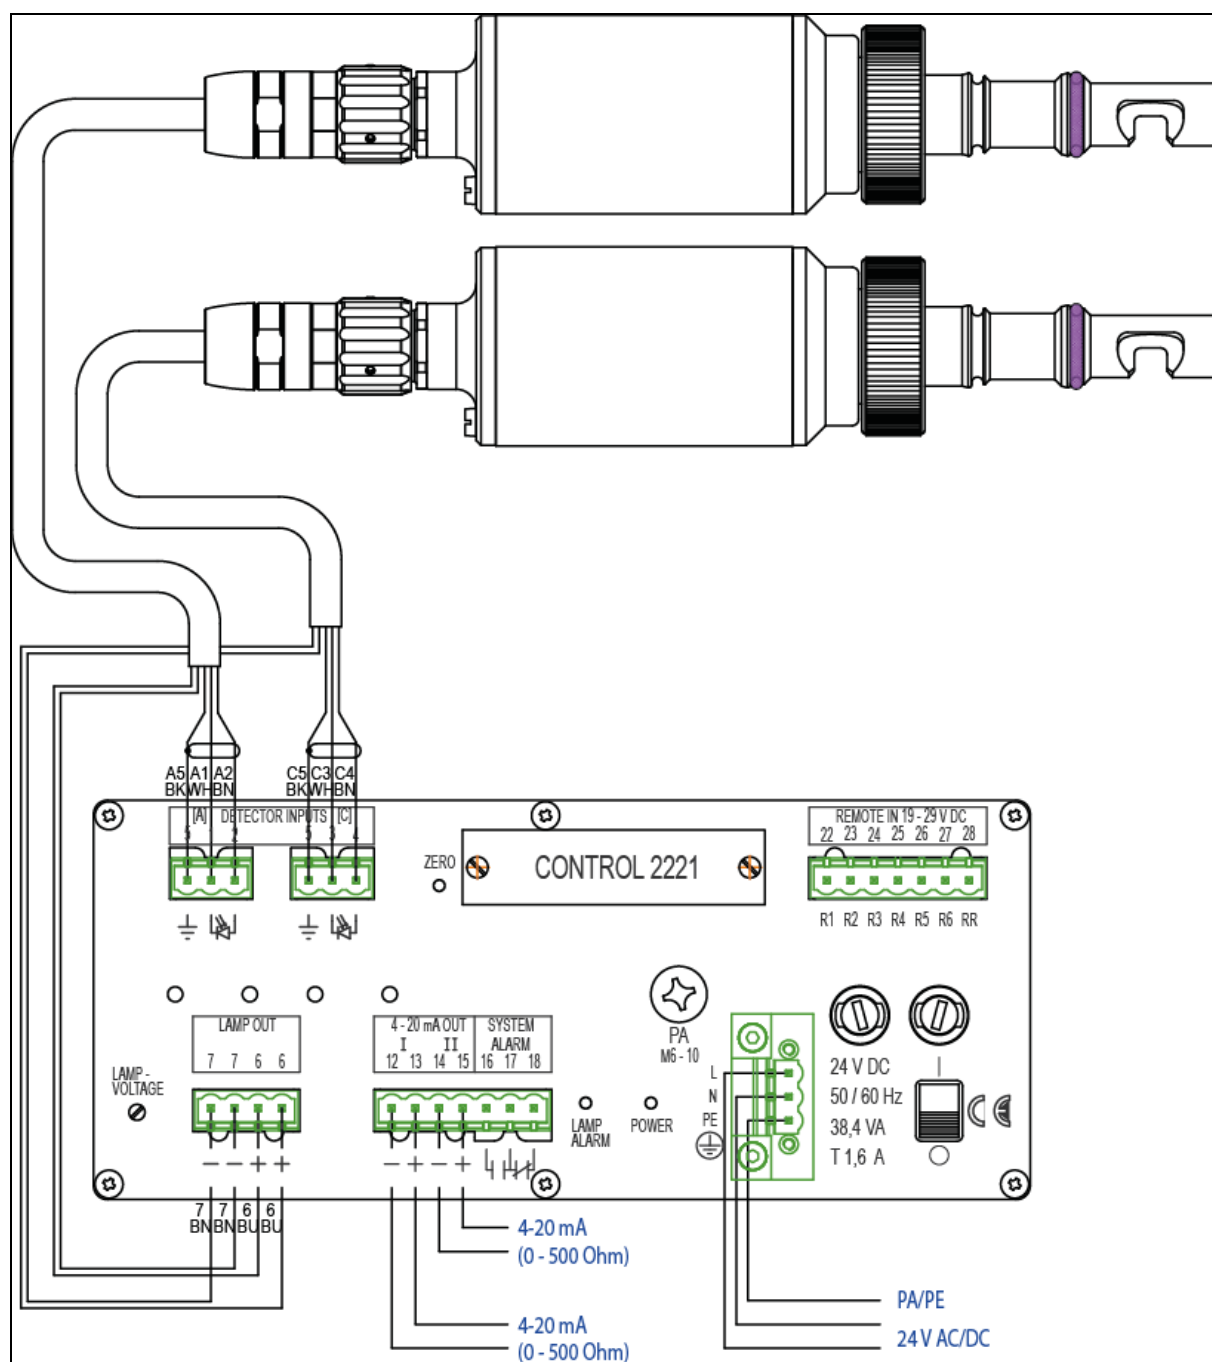 A5 A1 A2 C5 C3 C4
BK WH BN BK WH BN
[A] DETECTOR INPUTS [C]
5 1 2 5 3 4
REMOTE IN 19 - 29 V DC
22 23 24 25 26 27 28
ZERO
CONTROL 2221
R1 R2 R3 R4 R5 R6 RR
LAMP OUT
7 7 6 6
4 - 20 mA OUT SYSTEM
I II ALARM
12 13 14 15 16 17 18
PA
M6 - 10
LAMP -
VOLTAGE
L
N
PE
24 V DC
50 / 60 Hz
38,4 VA
T 1,6 A
I
O
LAMP
ALARM
POWER
− − + +
− + − +
7 7 6 6
BN BN BU BU
4-20 mA
(0 - 500 Ohm)
4-20 mA
(0 - 500 Ohm)
PA/PE
24 V AC/DC